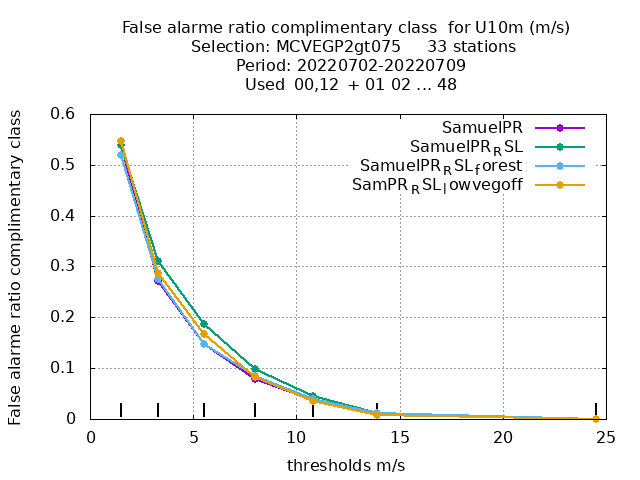 False alarme ratio complimentary class  for U10m (m/s)
Selection: MCVEGP2gt075     33 stations
Period: 20220702-20220709
Used  00,12  + 01 02 ... 48
SamuelPR
SamuelPR_RSL
SamuelPR_RSL_forest
SamPR_RSL_lowvegoff
False alarme ratio complimentary class
0.6
0.5
0.4
0.3
0.2
0.1
0
0 5 10 15 20 25
thresholds m/s